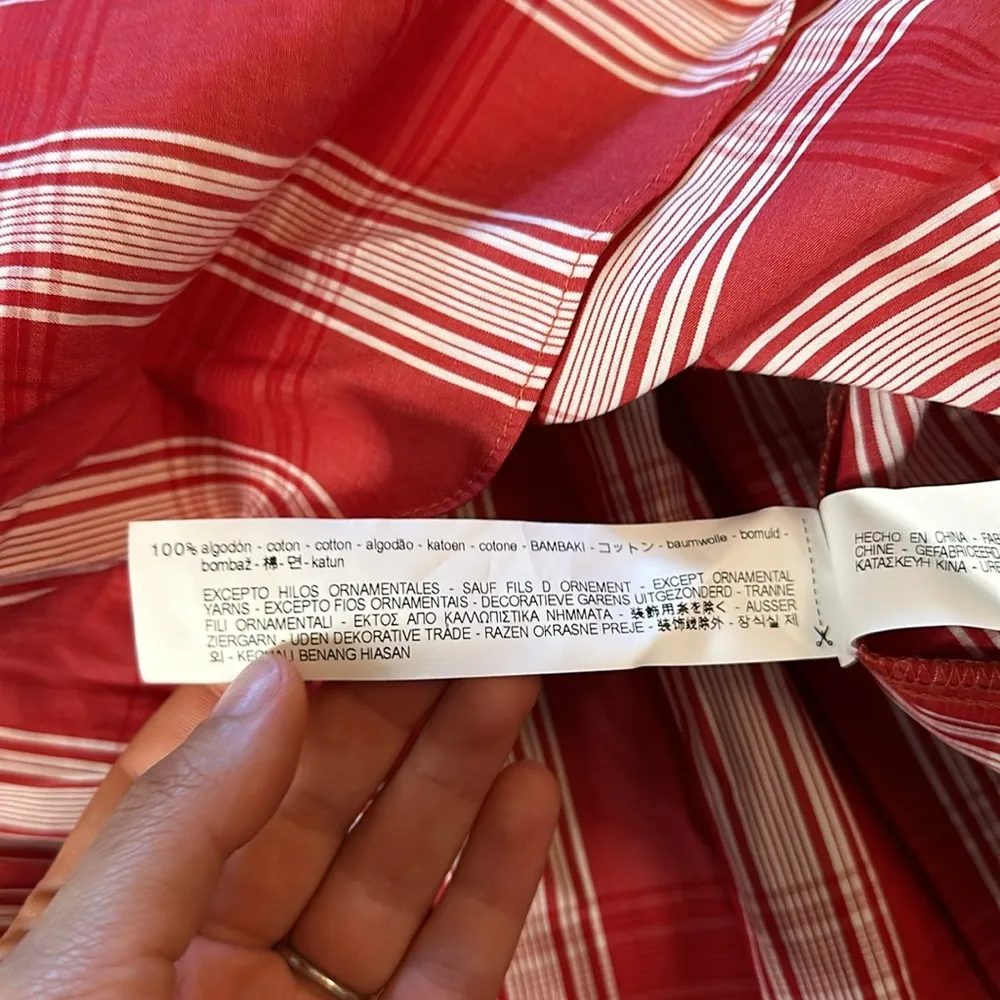 100% algodón - coton - cotton - algodão - katoen - cotone - BAMBAKI - コットン - baumwolle - bomuld -
bombaž - 棉 - 면 - katun
EXCEPTO HILOS ORNAMENTALES - SAUF FILS D ORNEMENT - EXCEPT ORNAMENTAL
YARNS - EXCEPTO FIOS ORNAMENTAIS - DECORATIEVE GARENS UITGEZONDERD - TRANNE
FILI ORNAMENTALI - ΕΚΤΟΣ ΑΠΟ ΚΑΛΛΩΠΙΣΤΙΚΑ ΝΗΜΜΑΤΑ - 装飾用糸を除く - AUSSER
ZIERGARN - UDEN DEKORATIVE TRÅDE - RAZEN OKRASNE PREJE - 装饰线除外 - 장식실 제
외 - KECUALI BENANG HIASAN
HECHO EN CHINA - FAB
CHINE - GEFABRICEERD
ΚΑΤΑΣΚΕΥΗ ΚΙΝΑ - URE